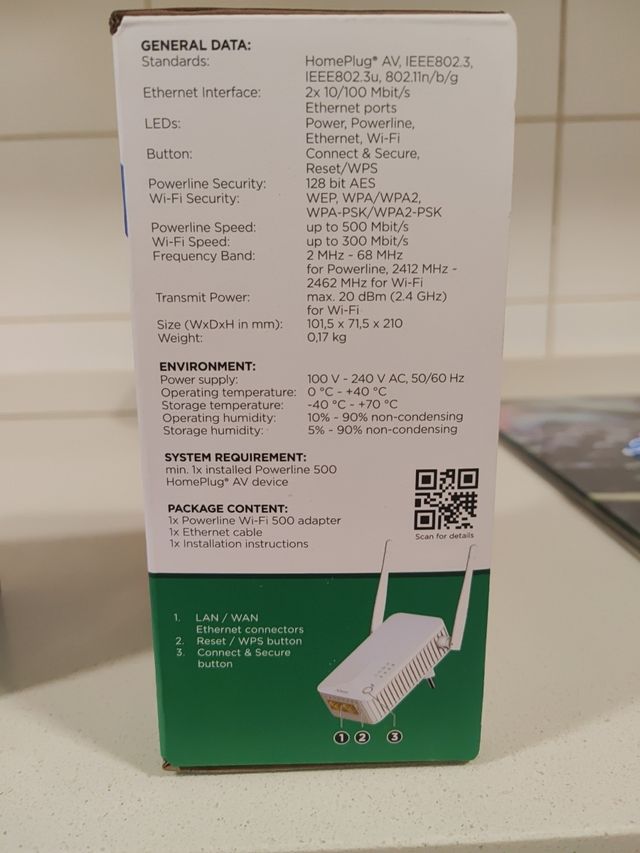 GENERAL DATA:
Standards: HomePlug® AV, IEEE802.3,
IEEE802.3u, 802.11n/b/g
Ethernet Interface: 2x 10/100 Mbit/s
Ethernet ports
LEDs: Power, Powerline,
Ethernet, Wi-Fi
Button: Connect & Secure,
Reset/WPS
Powerline Security: 128 bit AES
Wi-Fi Security: WEP, WPA/WPA2,
WPA-PSK/WPA2-PSK
Powerline Speed: up to 500 Mbit/s
Wi-Fi Speed: up to 300 Mbit/s
Frequency Band: 2 MHz - 68 MHz
for Powerline, 2412 MHz -
2462 MHz for Wi-Fi
Transmit Power: max. 20 dBm (2.4 GHz)
for Wi-Fi
Size (WxDxH in mm): 101,5 x 71,5 x 210
Weight: 0,17 kg
ENVIRONMENT:
Power supply: 100 V - 240 V AC, 50/60 Hz
Operating temperature: 0 °C - +40 °C
Storage temperature: -40 °C - +70 °C
Operating humidity: 10% - 90% non-condensing
Storage humidity: 5% - 90% non-condensing
SYSTEM REQUIREMENT:
min. 1x installed Powerline 500
HomePlug® AV device
PACKAGE CONTENT:
1x Powerline Wi-Fi 500 adapter
1x Ethernet cable
1x Installation instructions
Scan for details
1. LAN / WAN
Ethernet connectors
2. Reset / WPS button
3. Connect & Secure
button
1 2 3